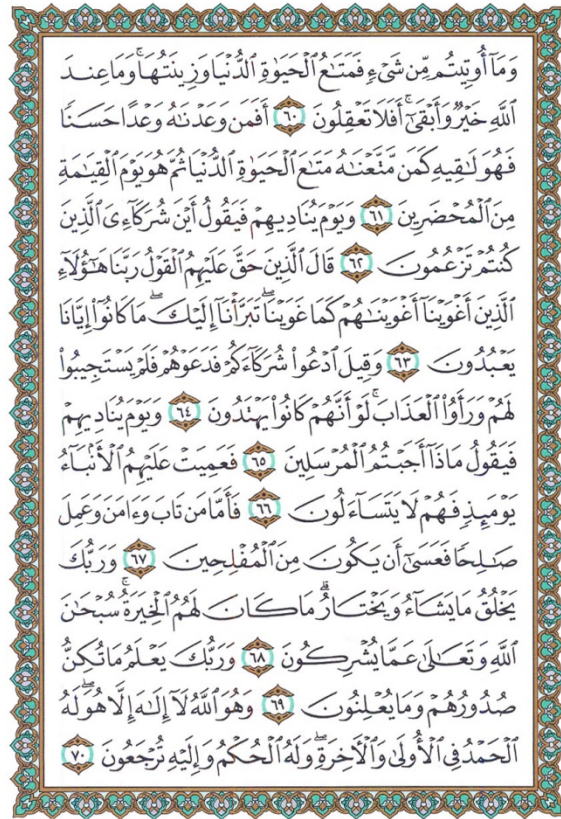 وَمَآ أُوتِيتُم مِّن شَىْءٍ فَمَتَٰعُ ٱلْحَيَوٰةِ ٱلدُّنْيَا وَزِينَتُهَا ۚ وَمَا عِندَ
ٱللَّهِ خَيْرٌ وَأَبْقَىٰٓ ۚ أَفَلَا تَعْقِلُونَ ٦٠ أَفَمَن وَعَدْنَٰهُ وَعْدًا حَسَنًا
فَهُوَ لَٰقِيهِ كَمَن مَّتَّعْنَٰهُ مَتَٰعَ ٱلْحَيَوٰةِ ٱلدُّنْيَا ثُمَّ هُوَ يَوْمَ ٱلْقِيَٰمَةِ
مِنَ ٱلْمُحْضَرِينَ ٦١ وَيَوْمَ يُنَادِيهِمْ فَيَقُولُ أَيْنَ شُرَكَآءِىَ ٱلَّذِينَ
كُنتُمْ تَزْعُمُونَ ٦٢ قَالَ ٱلَّذِينَ حَقَّ عَلَيْهِمُ ٱلْقَوْلُ رَبَّنَا هَٰٓؤُلَآءِ
ٱلَّذِينَ أَغْوَيْنَآ أَغْوَيْنَٰهُمْ كَمَا غَوَيْنَا ۖ تَبَرَّأْنَآ إِلَيْكَ ۖ مَا كَانُوٓا۟ إِيَّانَا
يَعْبُدُونَ ٦٣ وَقِيلَ ٱدْعُوا۟ شُرَكَآءَكُمْ فَدَعَوْهُمْ فَلَمْ يَسْتَجِيبُوا۟
لَهُمْ وَرَأَوُا۟ ٱلْعَذَابَ ۚ لَوْ أَنَّهُمْ كَانُوا۟ يَهْتَدُونَ ٦٤ وَيَوْمَ يُنَادِيهِمْ
فَيَقُولُ مَاذَآ أَجَبْتُمُ ٱلْمُرْسَلِينَ ٦٥ فَعَمِيَتْ عَلَيْهِمُ ٱلْأَنۢبَآءُ
يَوْمَئِذٍ فَهُمْ لَا يَتَسَآءَلُونَ ٦٦ فَأَمَّا مَن تَابَ وَءَامَنَ وَعَمِلَ
صَٰلِحًا فَعَسَىٰٓ أَن يَكُونَ مِنَ ٱلْمُفْلِحِينَ ٦٧ وَرَبُّكَ
يَخْلُقُ مَا يَشَآءُ وَيَخْتَارُ ۗ مَا كَانَ لَهُمُ ٱلْخِيَرَةُ ۚ سُبْحَٰنَ
ٱللَّهِ وَتَعَٰلَىٰ عَمَّا يُشْرِكُونَ ٦٨ وَرَبُّكَ يَعْلَمُ مَا تُكِنُّ
صُدُورُهُمْ وَمَا يُعْلِنُونَ ٦٩ وَهُوَ ٱللَّهُ لَآ إِلَٰهَ إِلَّا هُوَ ۖ لَهُ
ٱلْحَمْدُ فِى ٱلْأُولَىٰ وَٱلْءَاخِرَةِ ۖ وَلَهُ ٱلْحُكْمُ وَإِلَيْهِ تُرْجَعُونَ ٧٠